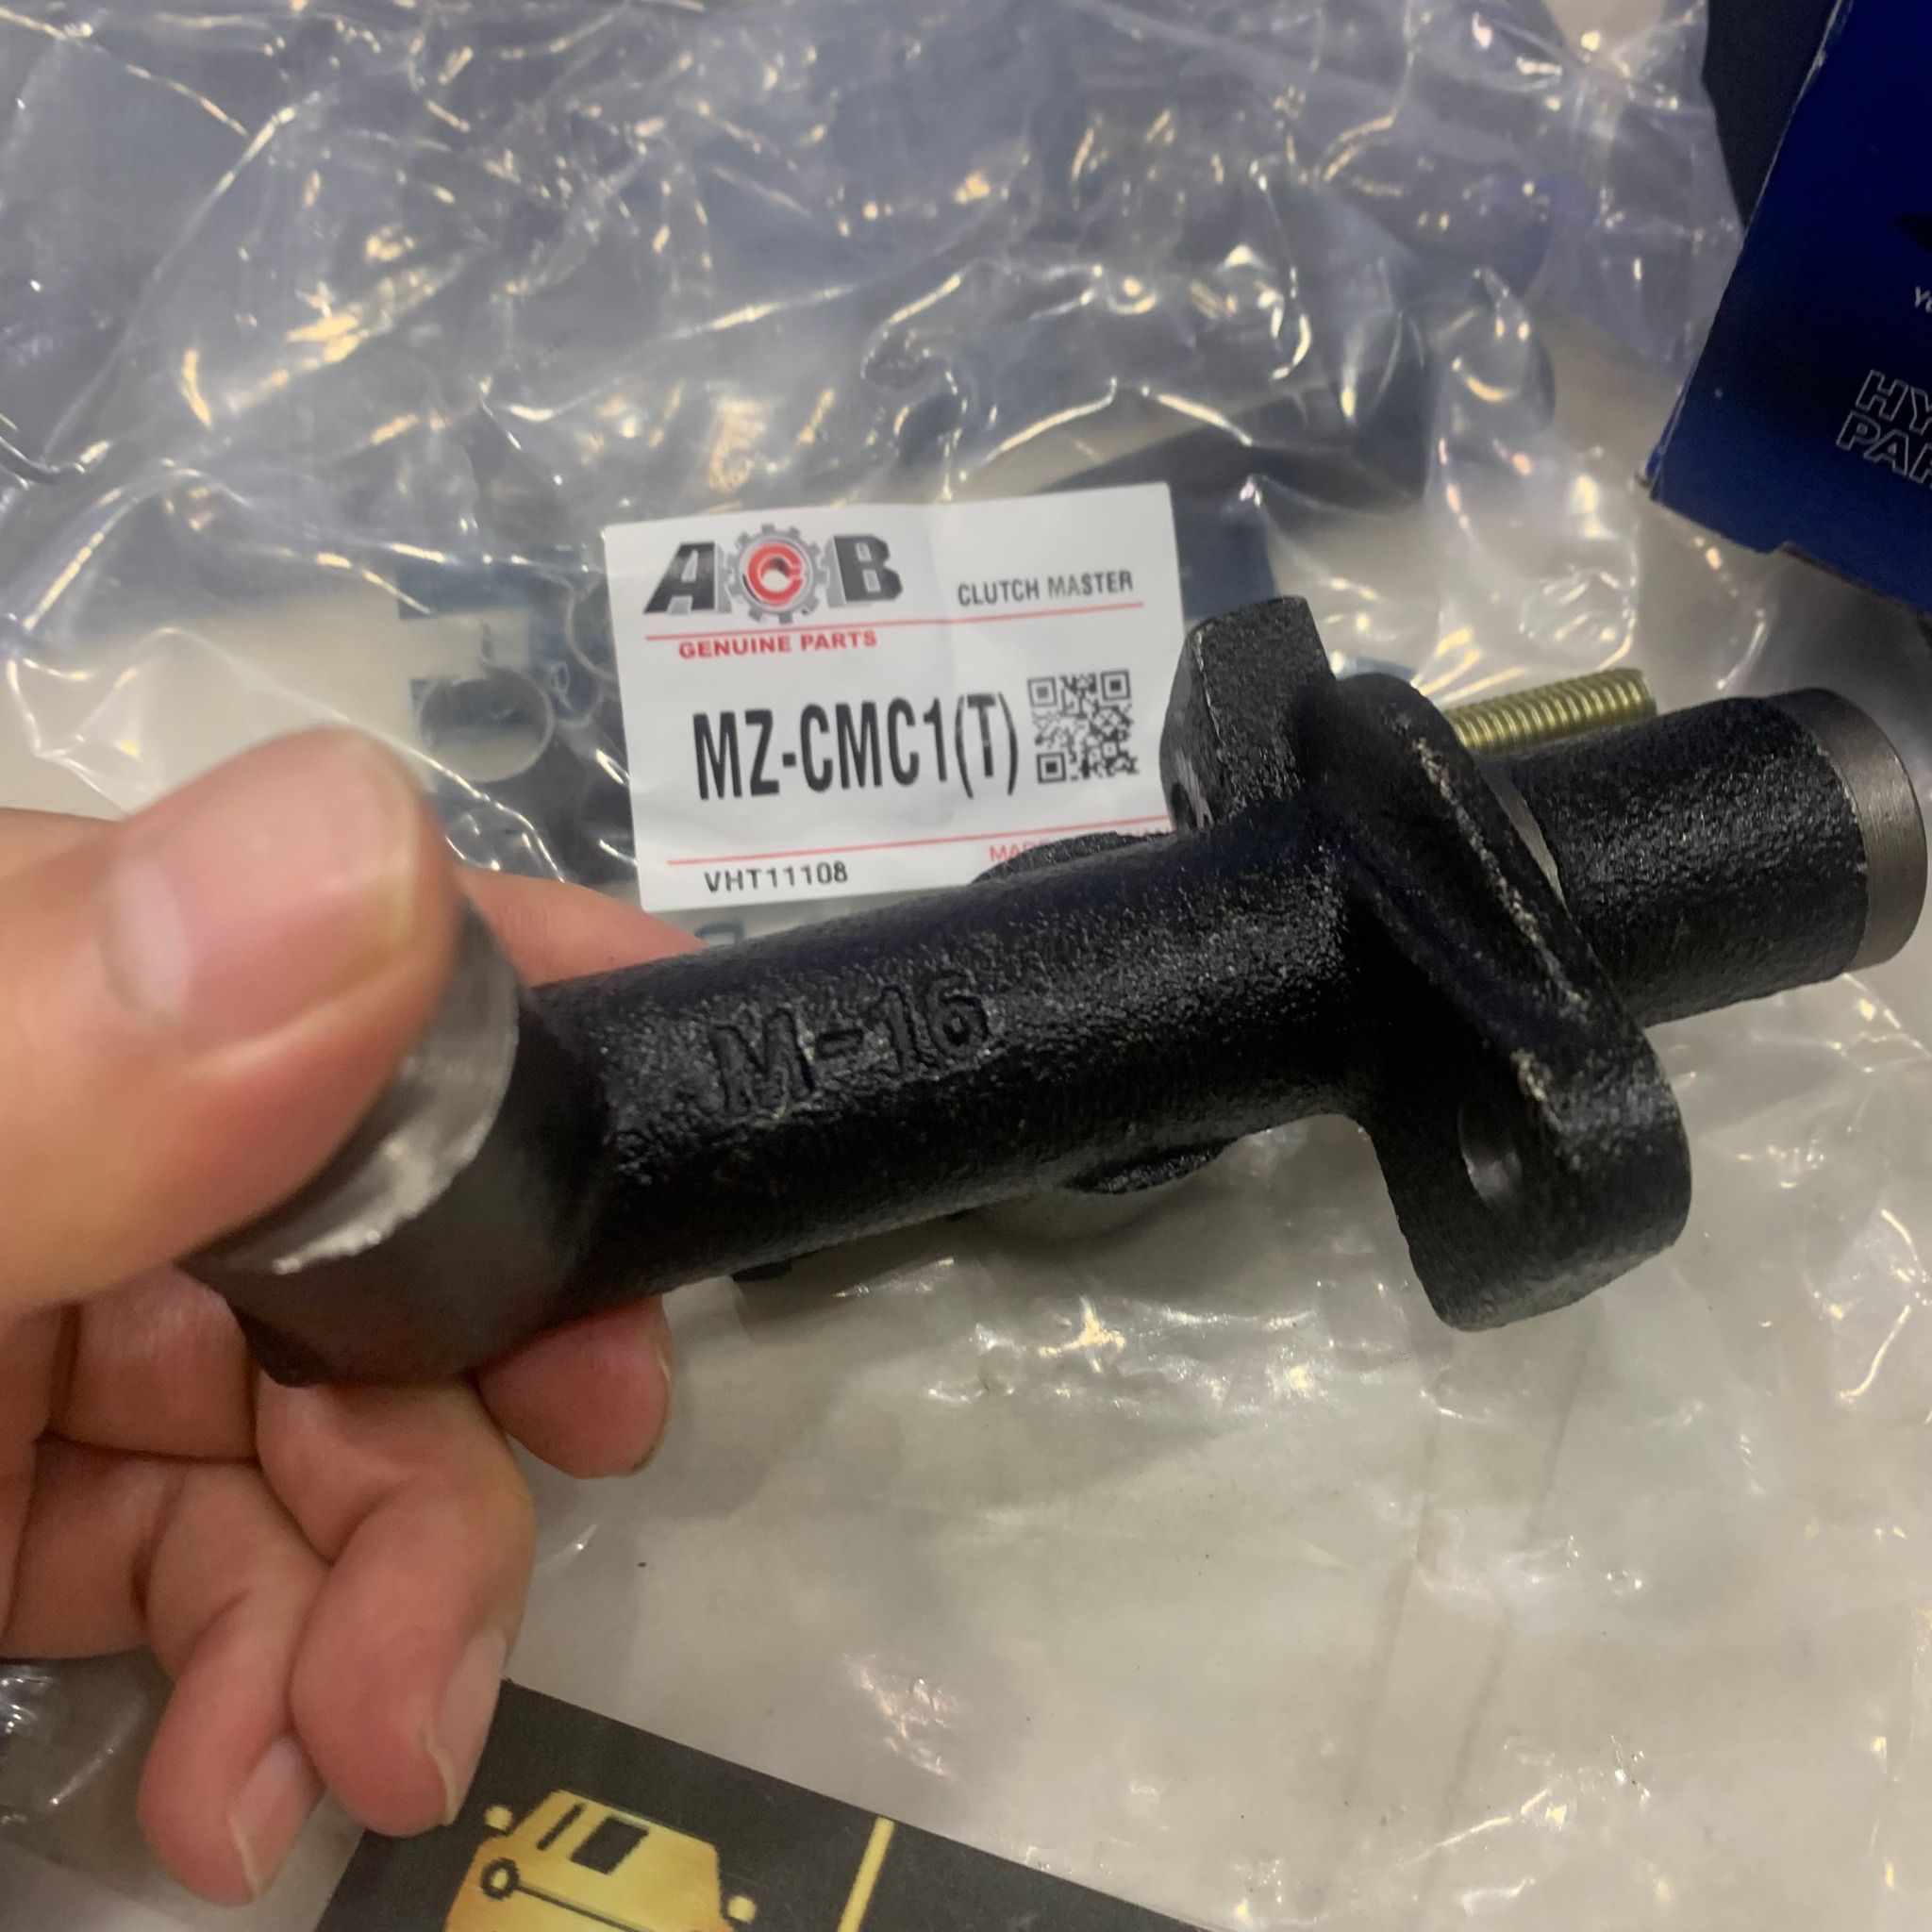 ACB
CLUTCH MASTER
GENUINE PARTS
MZ-CMC1(T)
VHT11108
M-16